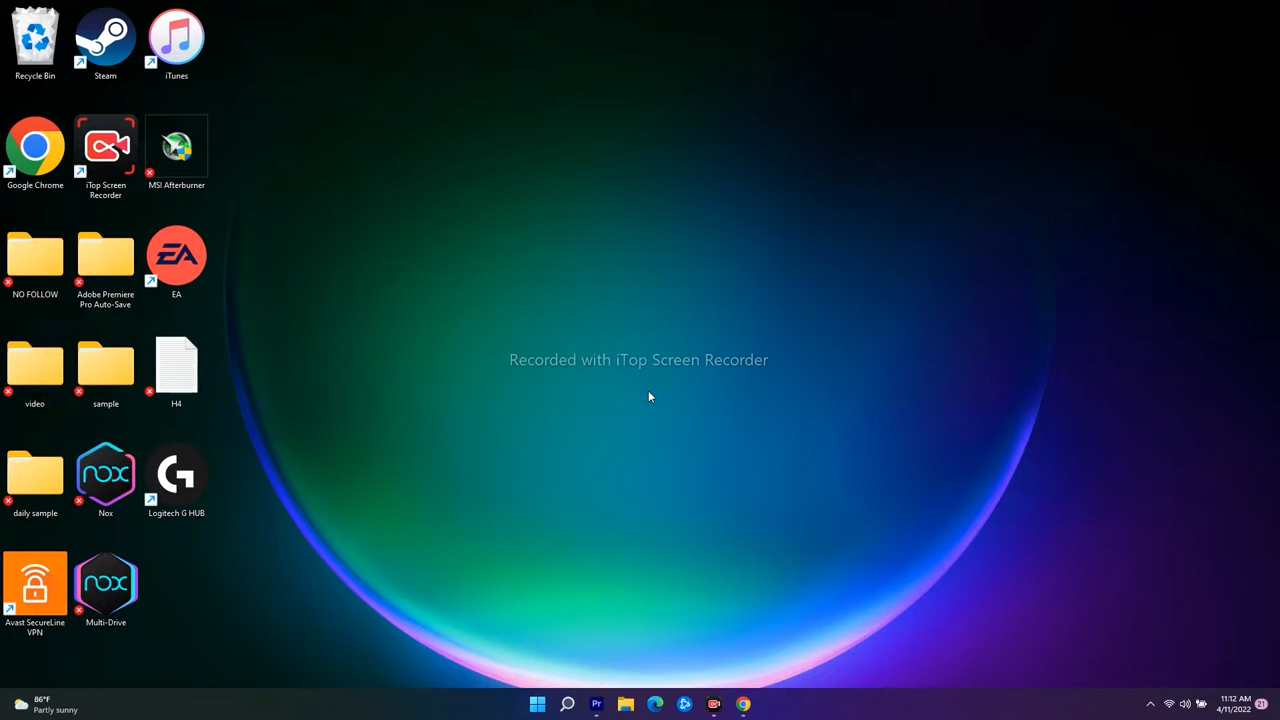 Recycle Bin
Steam
iTunes
Google Chrome
iTop Screen
Recorder
MSI Afterburner
NO FOLLOW
Adobe Premiere
Pro Auto-Save
EA
EA
video
sample
H4
nox
daily sample
Nox
Logitech G HUB
nox
Avast SecureLine
VPN
Multi-Drive
Recorded with iTop Screen Recorder
86°F
Partly sunny
Pr
11:12 AM
4/11/2022
21